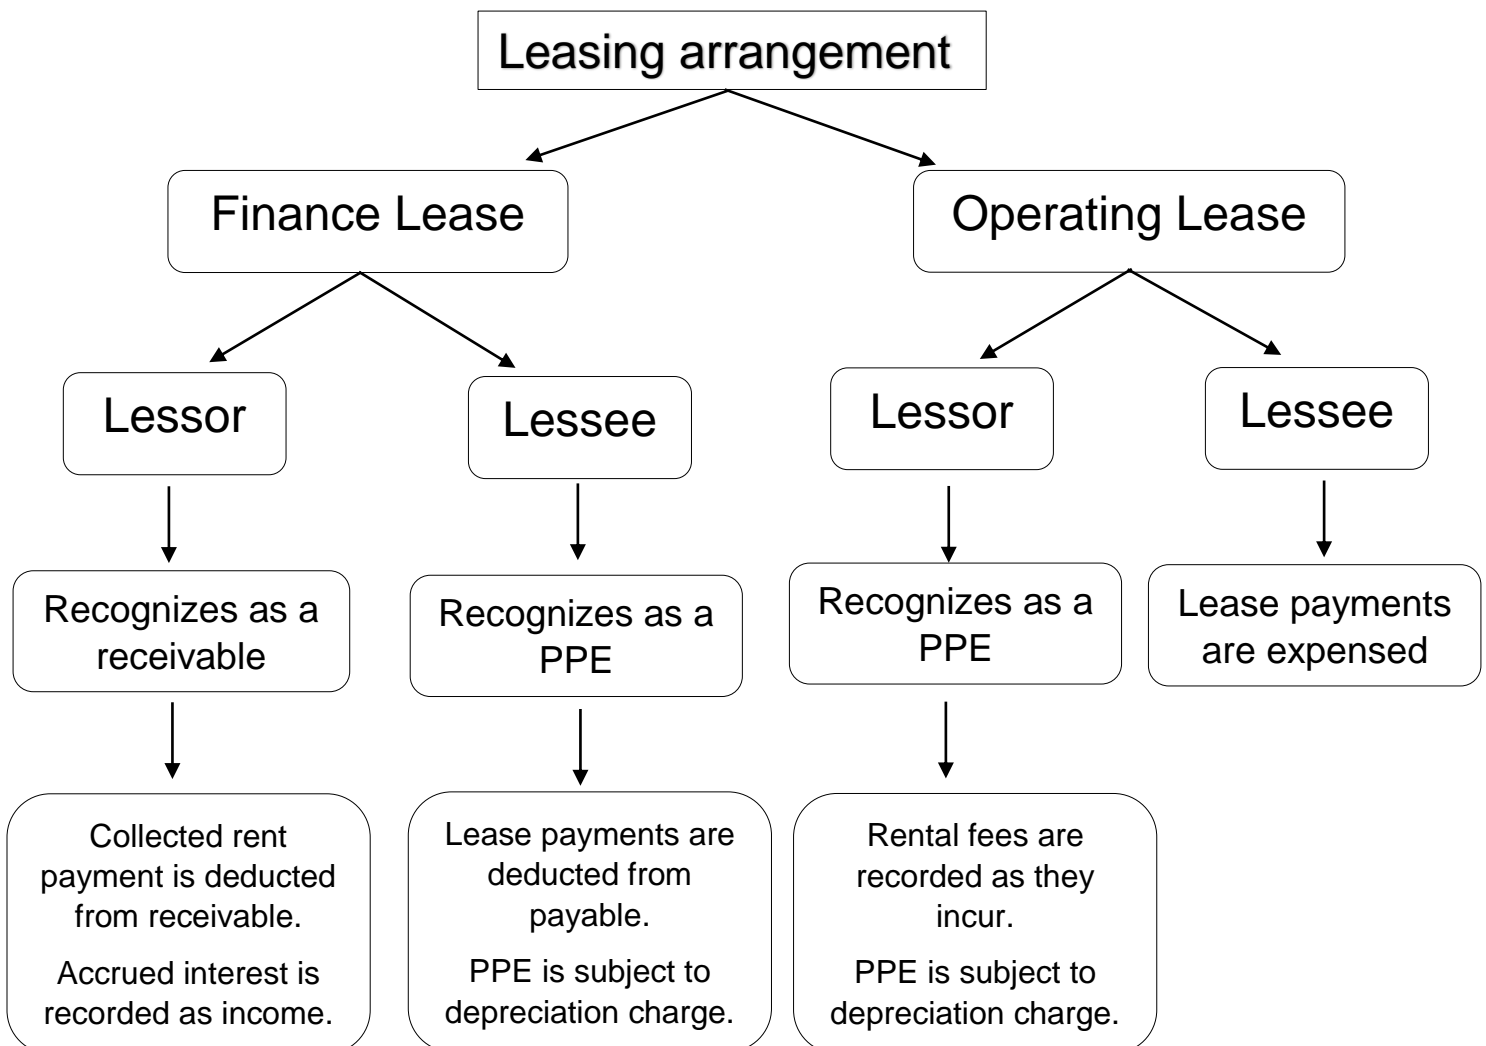 Leasing arrangement
Finance Lease
Operating Lease
Lessor
Lessee
Lessor
Lessee
Recognizes as a
receivable
Recognizes as a
PPE
Recognizes as a
PPE
Lease payments
are expensed
Collected rent
payment is deducted
from receivable.
Accrued interest is
recorded as income.
Lease payments are
deducted from
payable.
PPE is subject to
depreciation charge.
Rental fees are
recorded as they
incur.
PPE is subject to
depreciation charge.